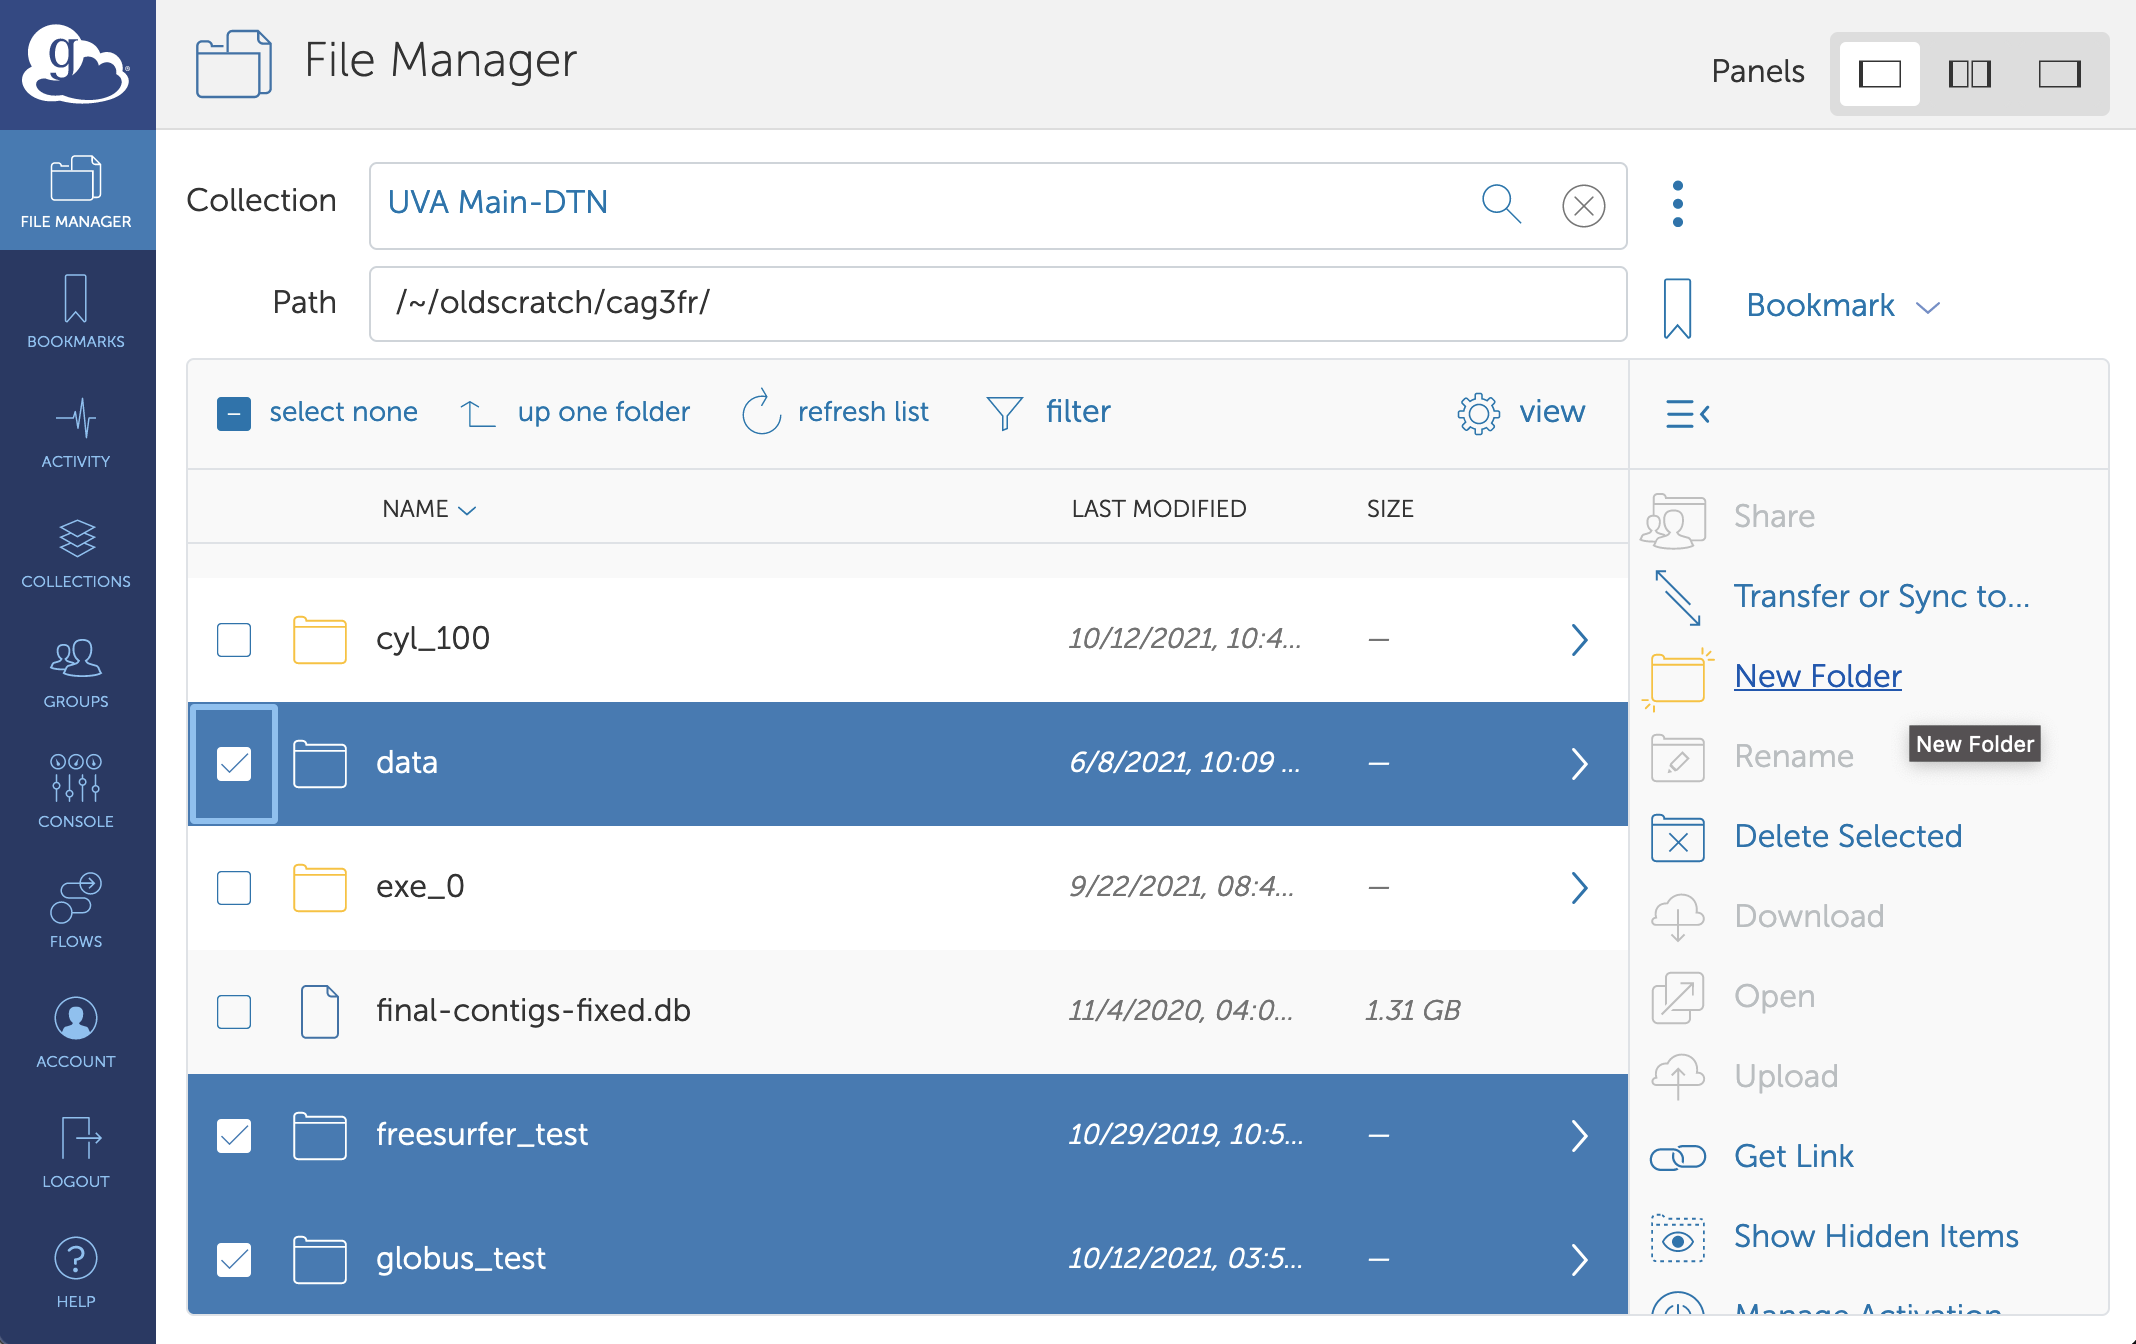 g
File Manager
Panels
FILE MANAGER
BOOKMARKS
ACTIVITY
COLLECTIONS
GROUPS
CONSOLE
FLOWS
ACCOUNT
LOGOUT
HELP
Collection UVA Main-DTN
Path /~/oldscratch/cag3fr/
Bookmark
select none up one folder refresh list filter view
NAME LAST MODIFIED SIZE
cyl_100 10/12/2021, 10:4... —
data 6/8/2021, 10:09 ... —
exe_0 9/22/2021, 08:4... —
final-contigs-fixed.db 11/4/2020, 04:0... 1.31 GB
freesurfer_test 10/29/2019, 10:5... —
globus_test 10/12/2021, 03:5... —
Share
Transfer or Sync to...
New Folder
Rename
New Folder
Delete Selected
Download
Open
Upload
Get Link
Show Hidden Items
Manage Activation